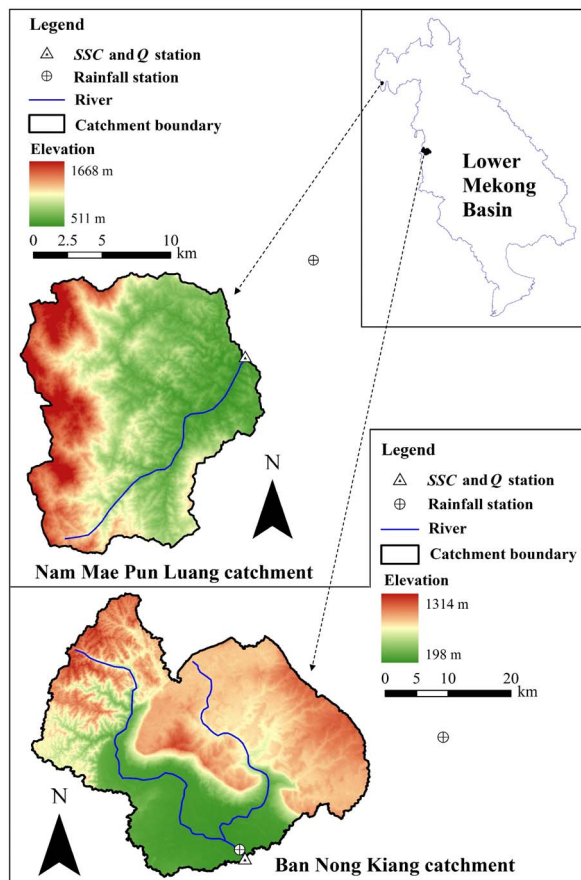 Legend
SSC and Q station
Rainfall station
River
Catchment boundary
Elevation
1668 m
511 m
0 2.5 5 10
km
Lower
Mekong
Basin
N
Nam Mae Pun Luang catchment
Legend
SSC and Q station
Rainfall station
River
Catchment boundary
Elevation
1314 m
198 m
0 5 10 20
km
N
Ban Nong Kiang catchment